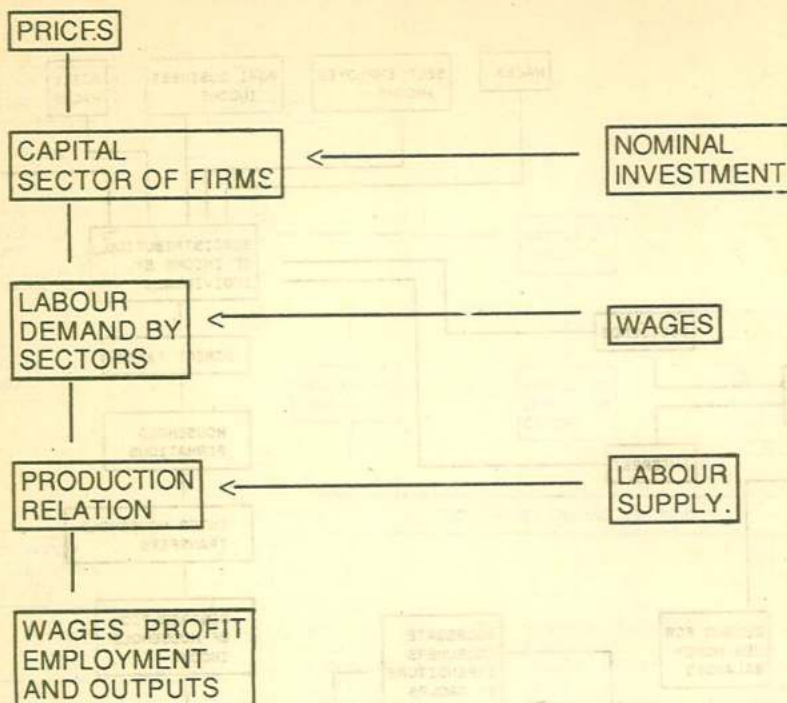 PRICES
CAPITAL
SECTOR OF FIRMS
NOMINAL
INVESTMENT
LABOUR
DEMAND BY
SECTORS
WAGES
PRODUCTION
RELATION
LABOUR
SUPPLY.
WAGES PROFIT
EMPLOYMENT
AND OUTPUTS